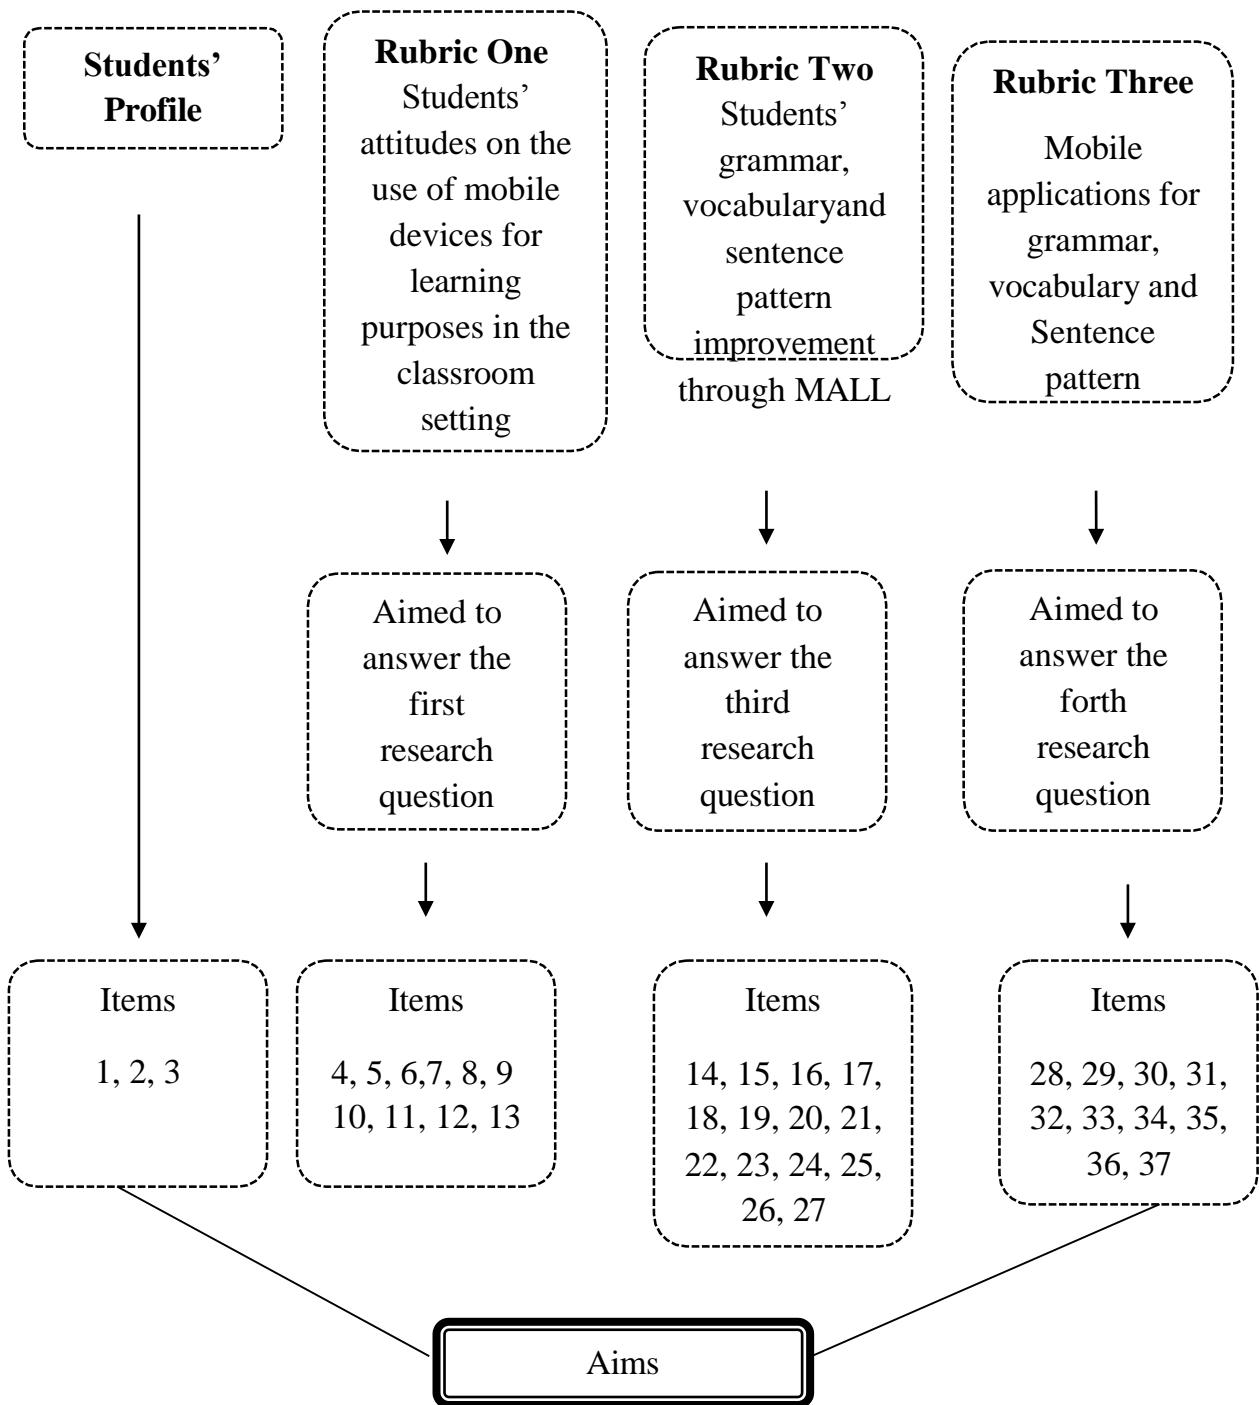 Students’
Profile
Rubric One
Students’
attitudes on the
use of mobile
devices for
learning
purposes in the
classroom
setting
Rubric Two
Students’
grammar,
vocabularyand
sentence
pattern
improvement
through MALL
Rubric Three
Mobile
applications for
grammar,
vocabulary and
Sentence
pattern
Aimed to
answer the
first
research
question
Aimed to
answer the
third
research
question
Aimed to
answer the
forth
research
question
Items
1, 2, 3
Items
4, 5, 6,7, 8, 9
10, 11, 12, 13
Items
14, 15, 16, 17,
18, 19, 20, 21,
22, 23, 24, 25,
26, 27
Items
28, 29, 30, 31,
32, 33, 34, 35,
36, 37
Aims